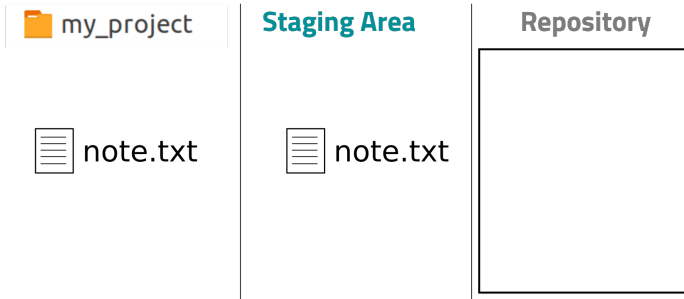 my_project
Staging Area
Repository
note.txt
note.txt